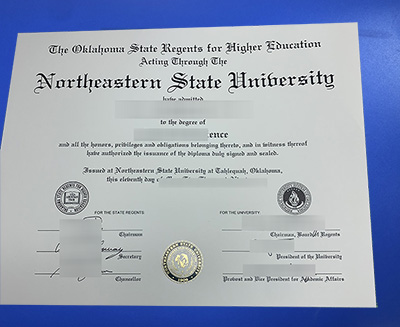 The Oklahoma State Regents for Higher Education
Acting Through The
Northeastern State University
have admitted
to the degree of
ence
and all the honors, privileges and obligations belonging thereto, and in witness thereof
have authorized the issuance of the diploma duly signed and sealed.
Issued at Northeastern State University at Tahlequah, Oklahoma,
this eleventh day of
FOR THE STATE REGENTS
FOR THE UNIVERSITY
Chairman
Chairman, Board of Regents
Secretary
President of the University
Chancellor
Provost and Vice President for Academic Affairs